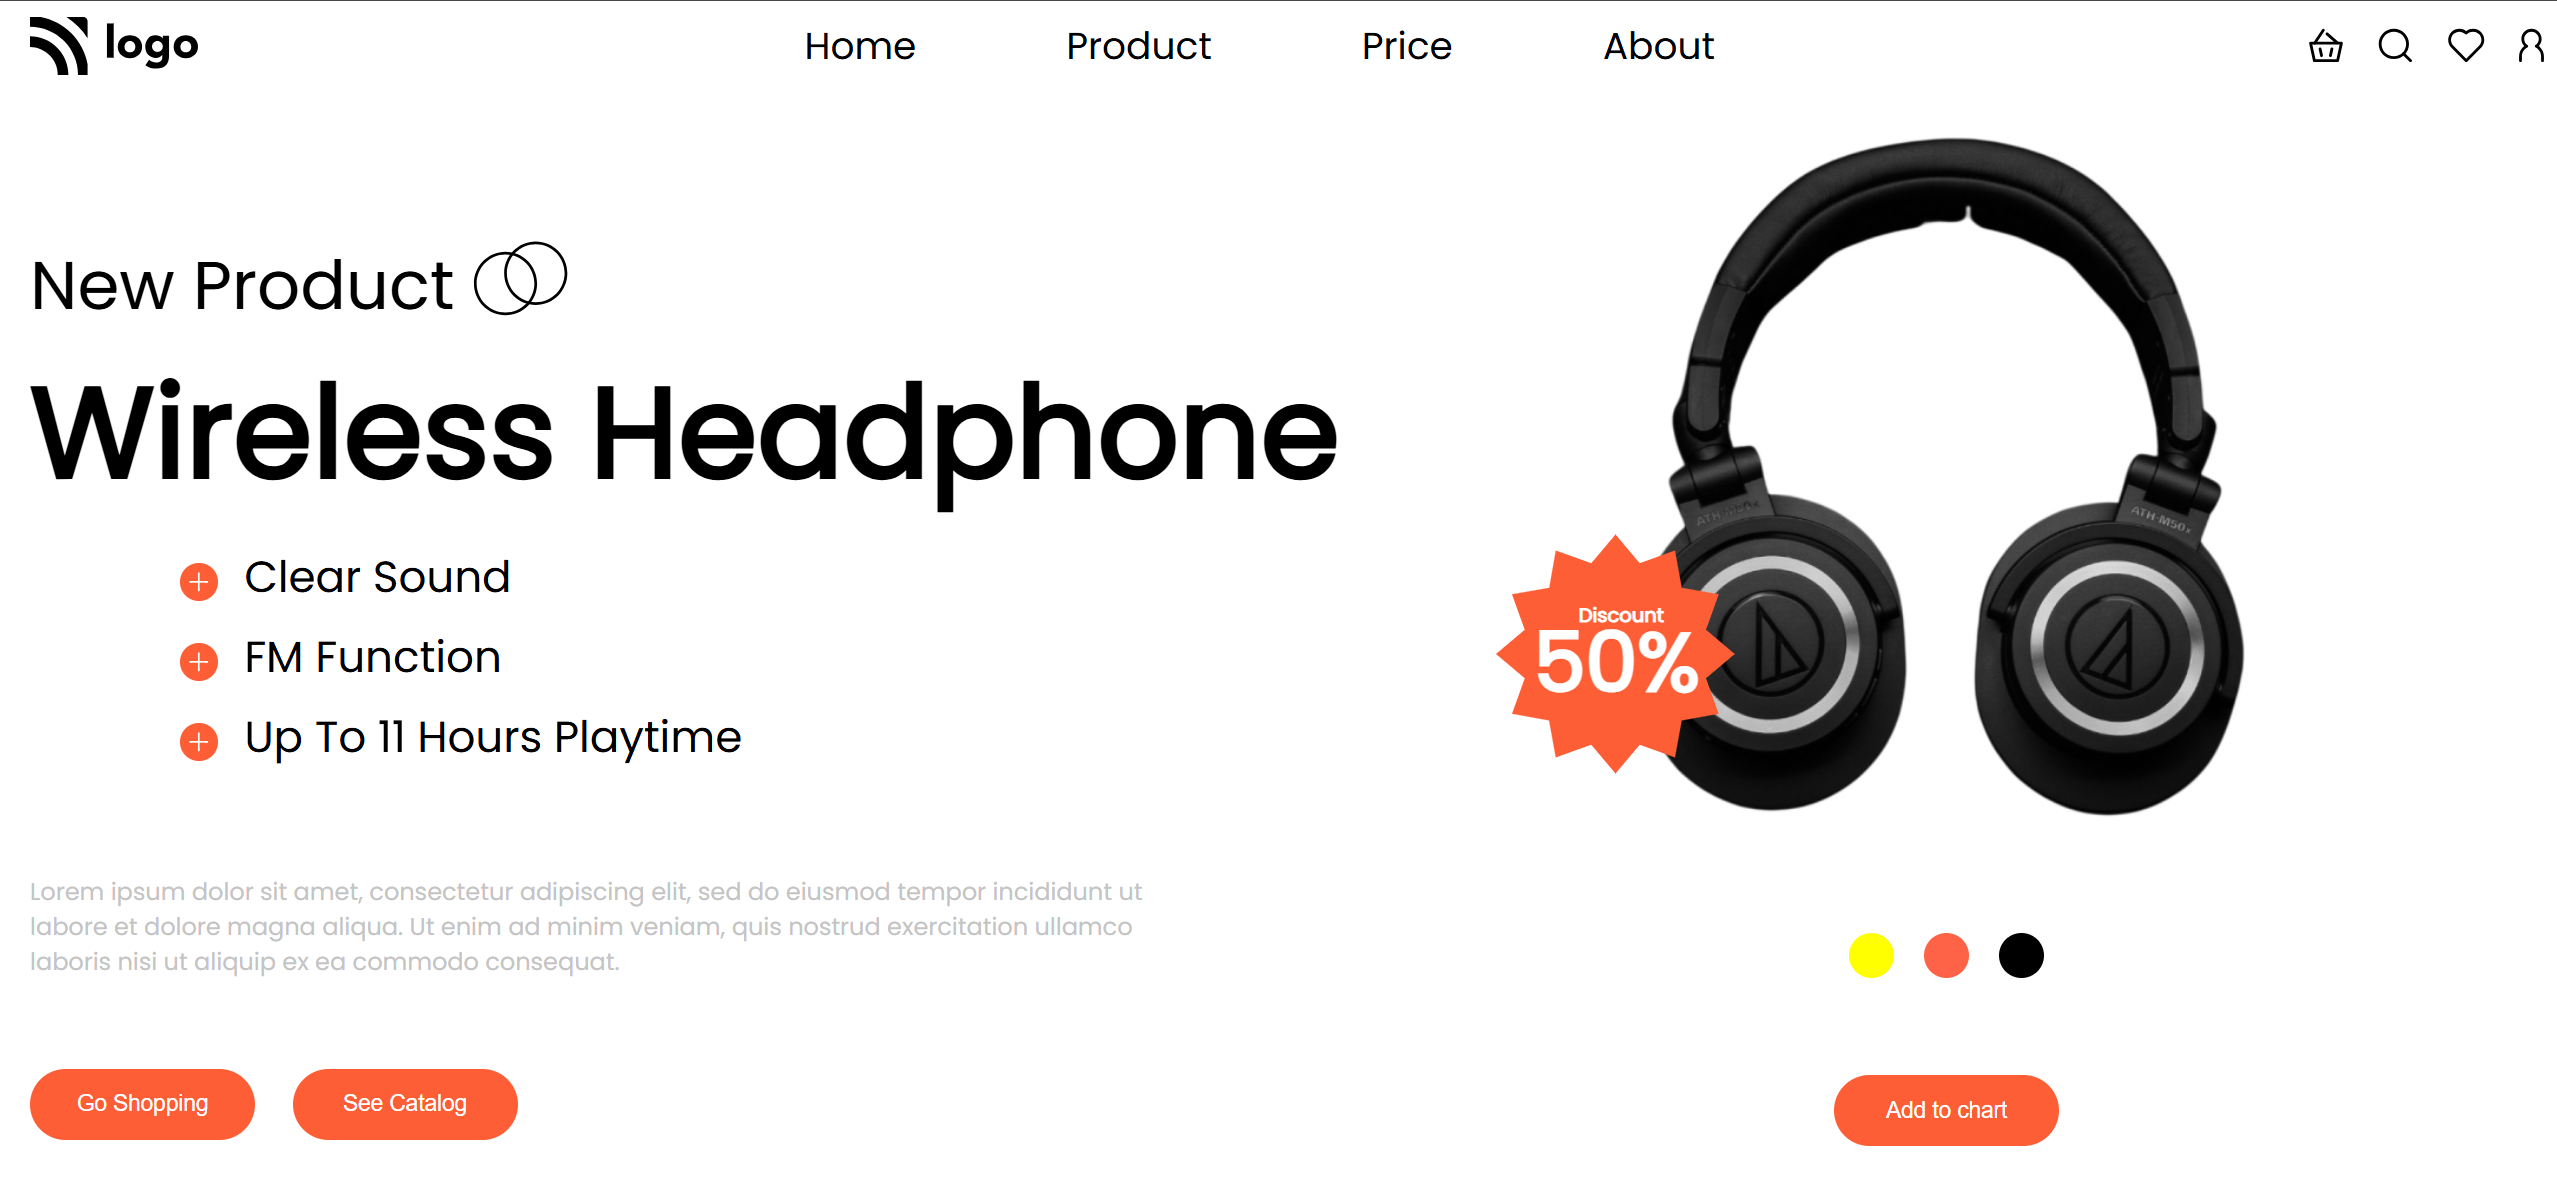 logo
Home
Product
Price
About
New Product
Wireless Headphone
Clear Sound
FM Function
Up To 11 Hours Playtime
Lorem ipsum dolor sit amet, consectetur adipiscing elit, sed do eiusmod tempor incididunt ut
labore et dolore magna aliqua. Ut enim ad minim veniam, quis nostrud exercitation ullamco
laboris nisi ut aliquip ex ea commodo consequat.
Go Shopping
See Catalog
ATH-M50x
ATH-M50x
Discount
50%
Add to chart